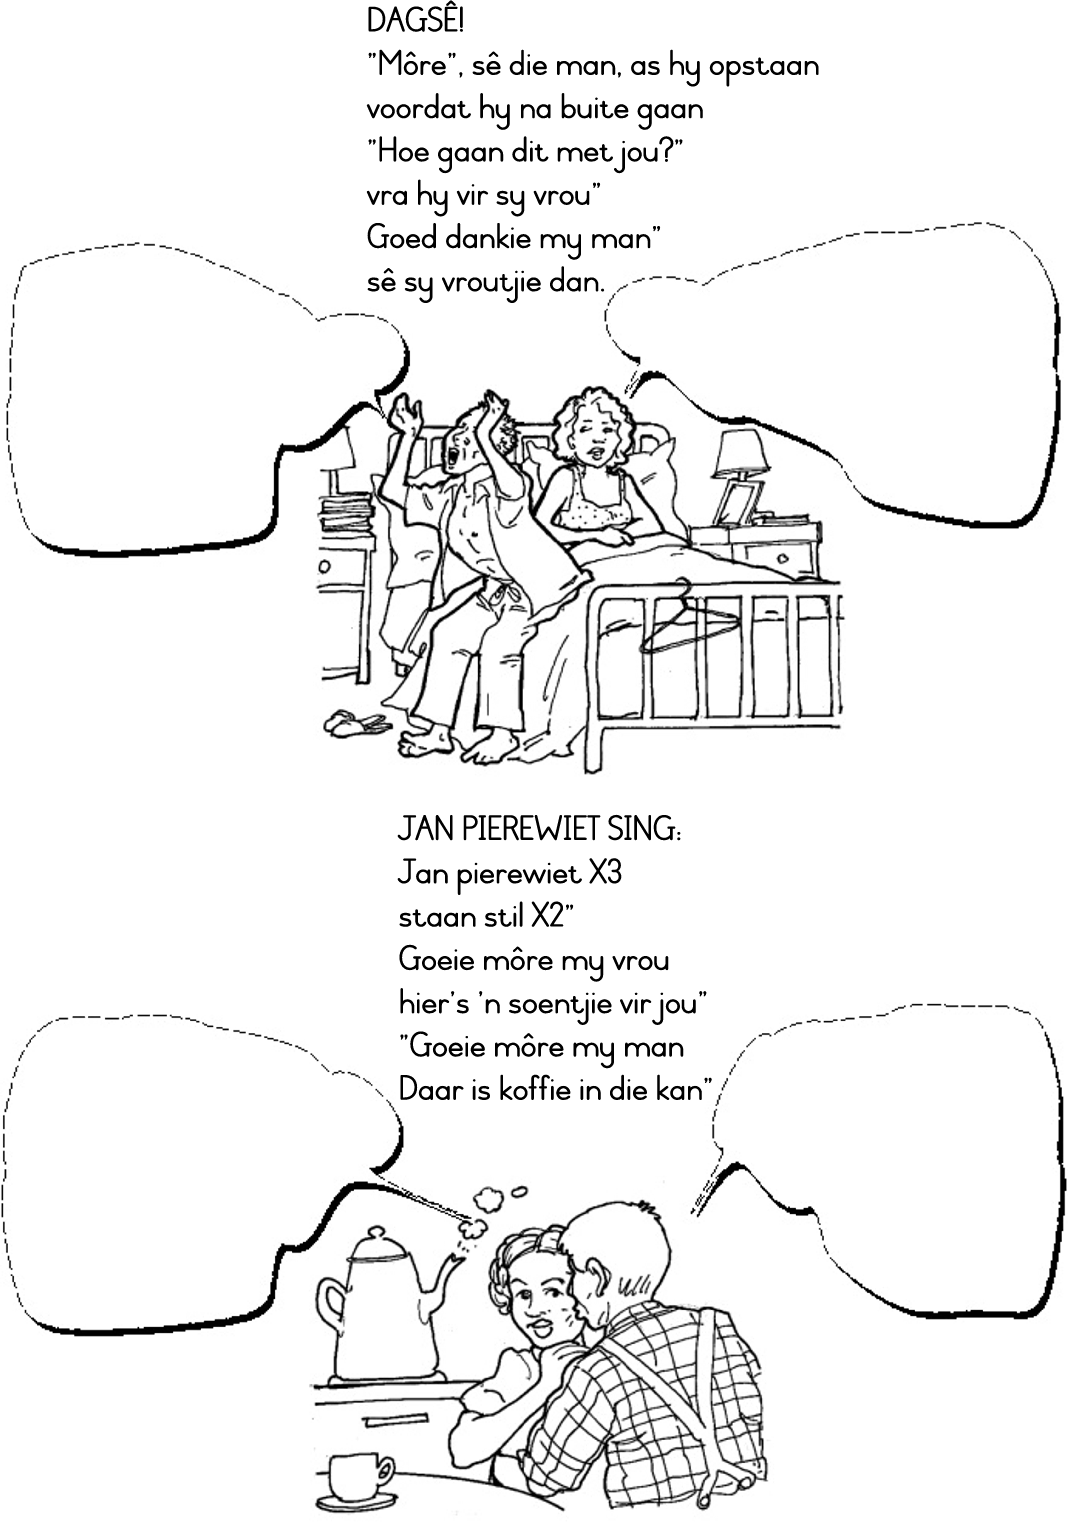 DAGSÊ!
"Môre", sê die man, as hy opstaan
voordat hy na buite gaan
"Hoe gaan dit met jou?"
vra hy vir sy vrou"
Goed dankie my man"
sê sy vroutjie dan.
JAN PIEREWIET SING:
Jan pierewiet X3
staan stil X2"
Goeie môre my vrou
hier's 'n soentjie vir jou"
"Goeie môre my man
Daar is koffie in die kan"